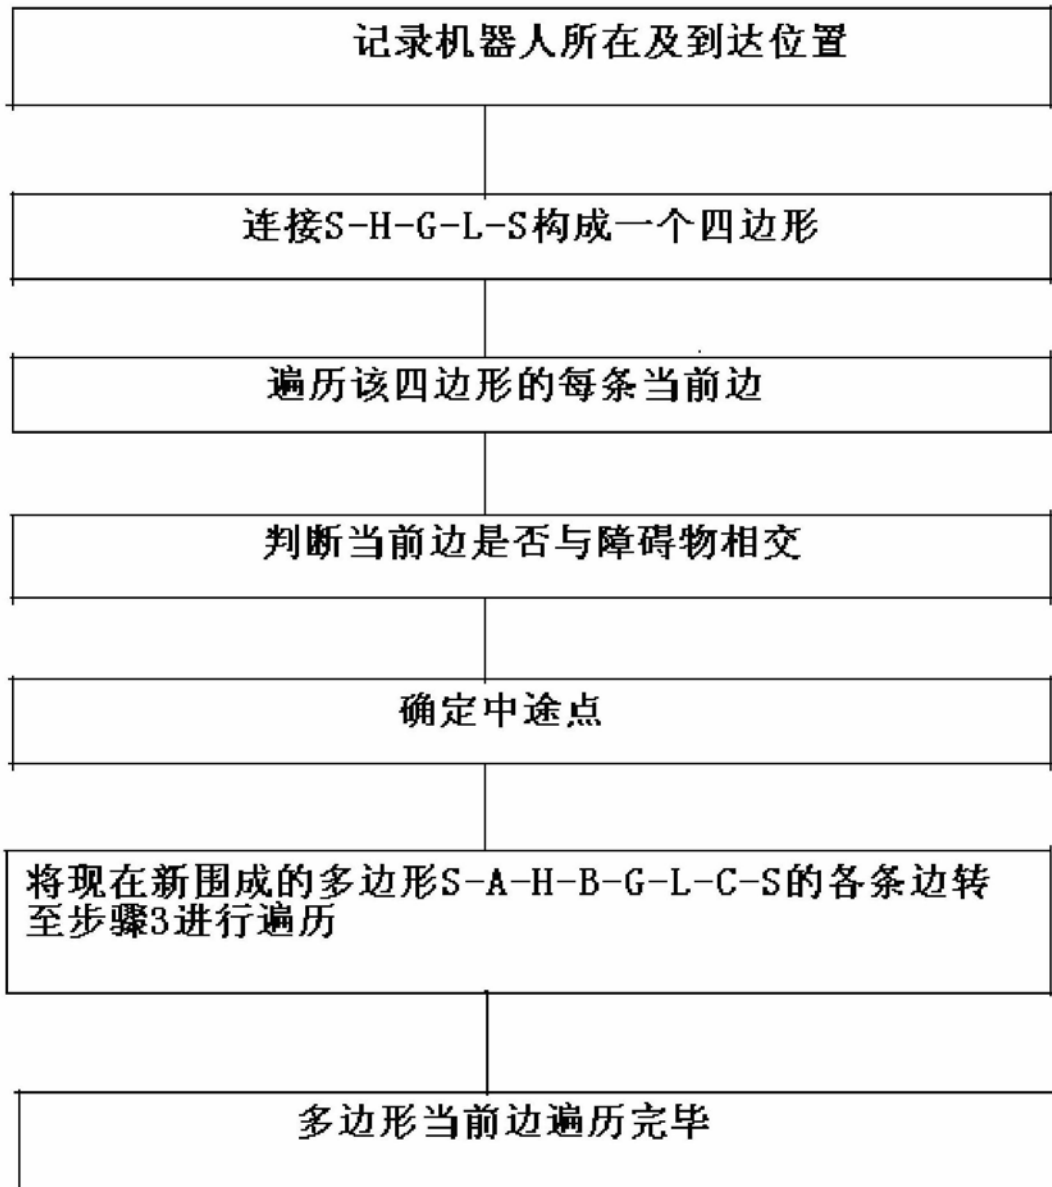 记录机器人所在及到达位置
连接S-H-G-L-S构成一个四边形
遍历该四边形的每条当前边
判断当前边是否与障碍物相交
确定中途点
将现在新围成的多边形S-A-H-B-G-L-C-S的各条边转
至步骤3进行遍历
多边形当前边遍历完毕